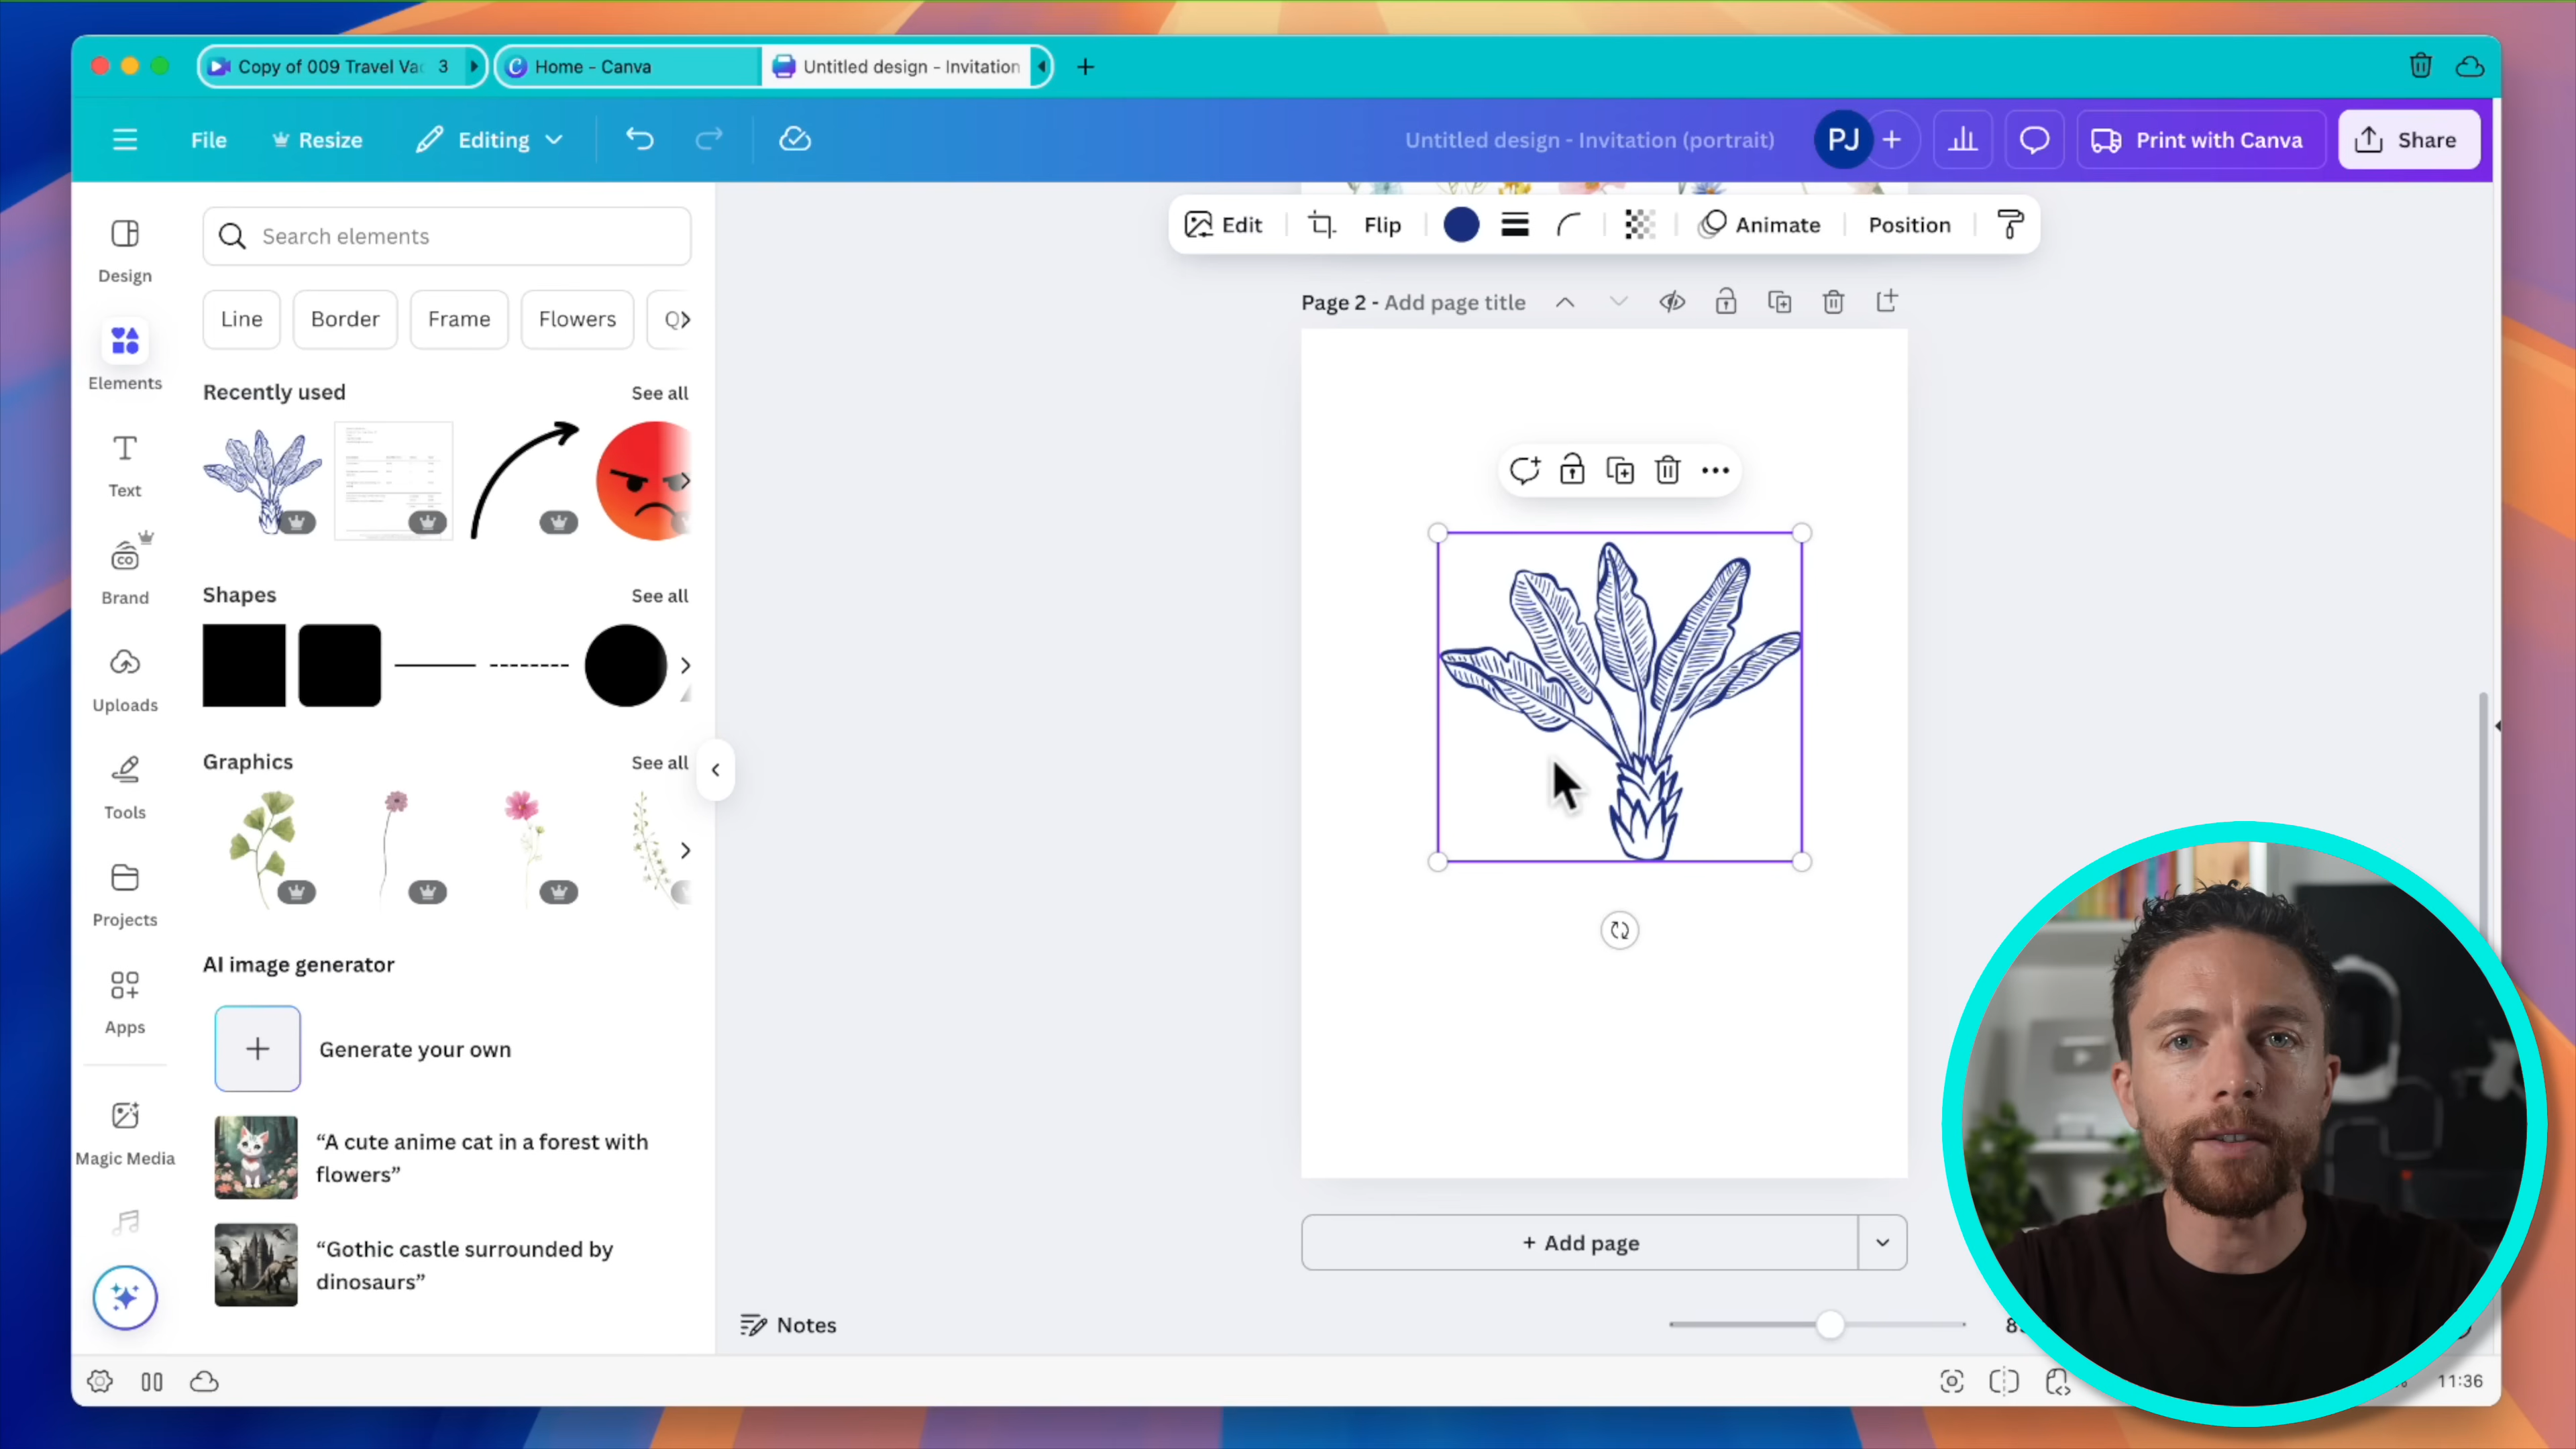 Copy of 009 Travel Va 3
Home - Canva
Untitled design - Invitation
File
Resize
Editing
Untitled design - Invitation (portrait)
PJ
Print with Canva
Share
Design
Elements
Text
Brand
CO
Uploads
Tools
Projects
Apps
Magic Media
Search elements
Line
Border
Frame
Flowers
Q
Recently used
See all
Shapes
See all
Graphics
See all
AI image generator
Generate your own
“A cute anime cat in a forest with
flowers”
“Gothic castle surrounded by
dinosaurs”
Edit
Flip
Animate
Position
Page 2 - Add page title
+ Add page
Notes
11:36